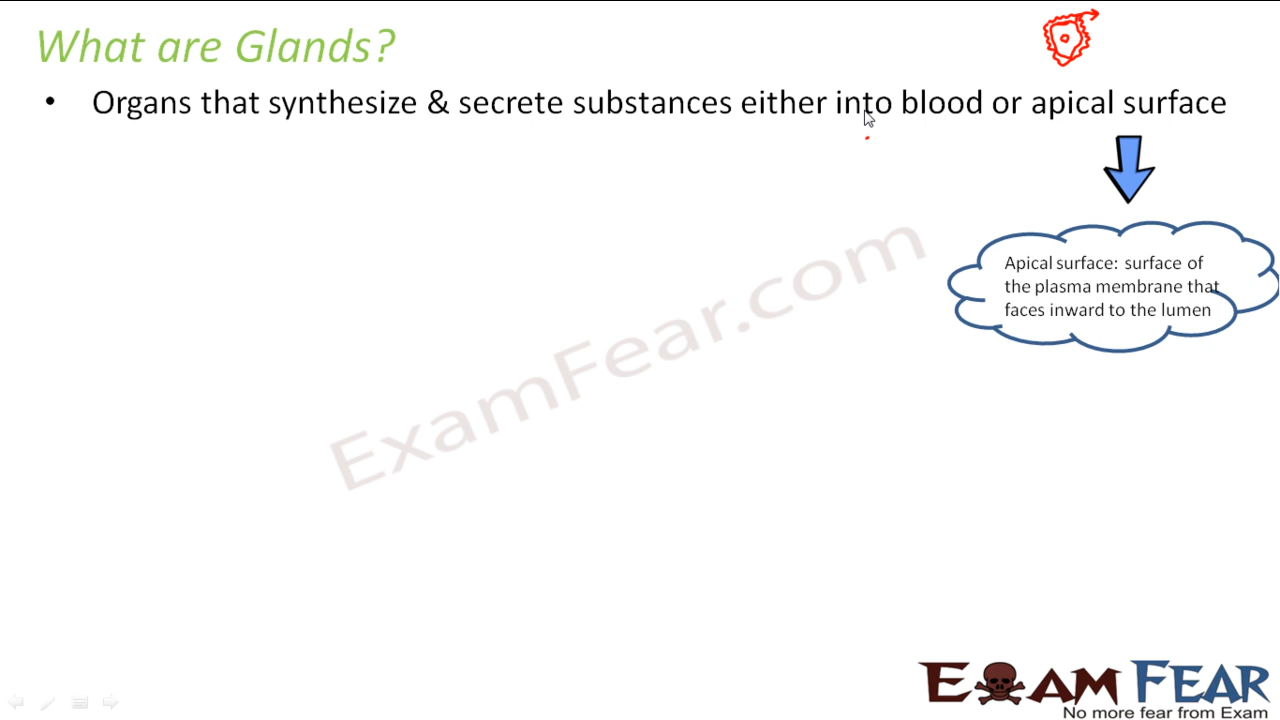 What are Glands?
• Organs that synthesize & secrete substances either into blood or apical surface
Apical surface: surface of
the plasma membrane that
faces inward to the lumen
ExamFear.com
EXAM FEAR
No more fear from Exam